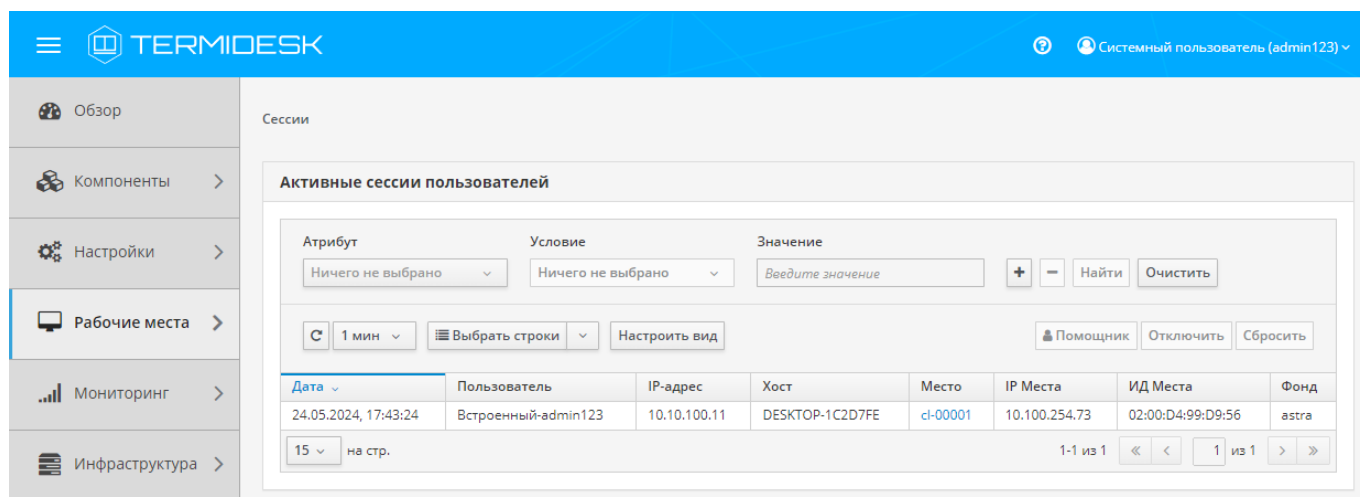 TERMIDESK
Системный пользователь (admin123)
Обзор
Компоненты
Настройки
Рабочие места
Мониторинг
Инфраструктура
Сессии
Активные сессии пользователей
Атрибут Условие Значение
Ничего не выбрано Ничего не выбрано Введите значение + − Найти Очистить
1 мин Выбрать строки Настроить вид Помощник Отключить Сбросить
Дата Пользователь IP-адрес Хост Место IP Места ИД Места Фонд
24.05.2024, 17:43:24 Встроенный-admin123 10.10.100.11 DESKTOP-1C2D7FE cl-00001 10.100.254.73 02:00:D4:99:D9:56 astra
15 на стр. 1-1 из 1 « < 1 из 1 > »